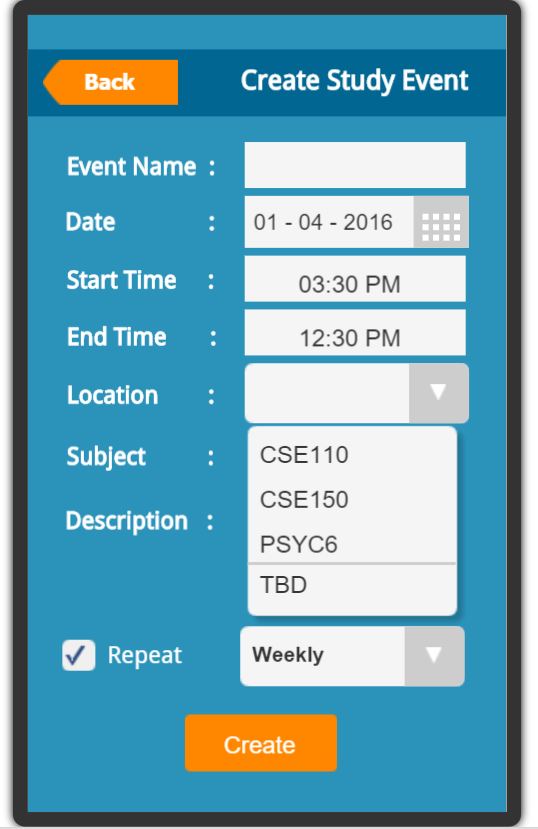 Back
Create Study Event
Event Name :
Date : 01 - 04 - 2016
Start Time : 03:30 PM
End Time : 12:30 PM
Location :
Subject : CSE110
CSE150
Description : PSYC6
TBD
Repeat Weekly
Create